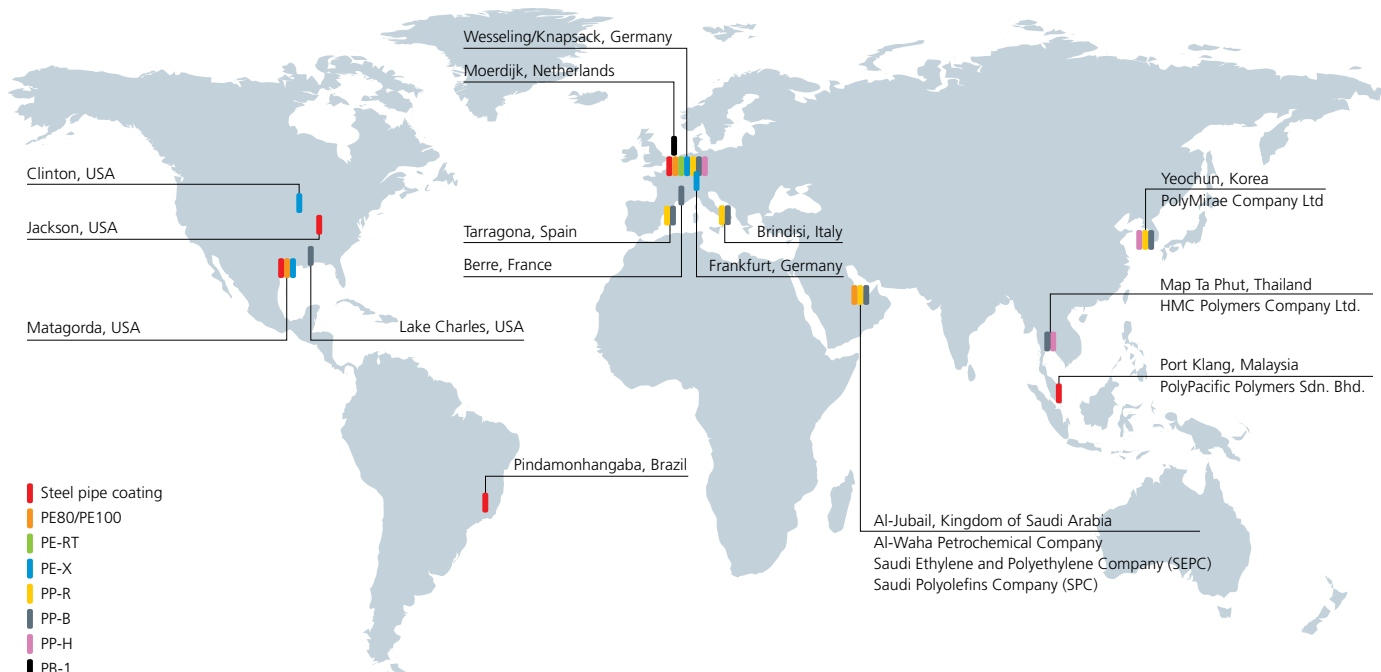 Wesseling/Knapsack, Germany
Moerdijk, Netherlands
Clinton, USA
Jackson, USA
Matagorda, USA
Lake Charles, USA
Tarragona, Spain
Berre, France
Brindisi, Italy
Frankfurt, Germany
Yeochun, Korea
PolyMirae Company Ltd
Map Ta Phut, Thailand
HMC Polymers Company Ltd.
Port Klang, Malaysia
PolyPacific Polymers Sdn. Bhd.
Pindamonhangaba, Brazil
Al-Jubail, Kingdom of Saudi Arabia
Al-Waha Petrochemical Company
Saudi Ethylene and Polyethylene Company (SEPC)
Saudi Polyolefins Company (SPC)
Steel pipe coating
PE80/PE100
PE-RT
PE-X
PP-R
PP-B
PP-H
PB-1